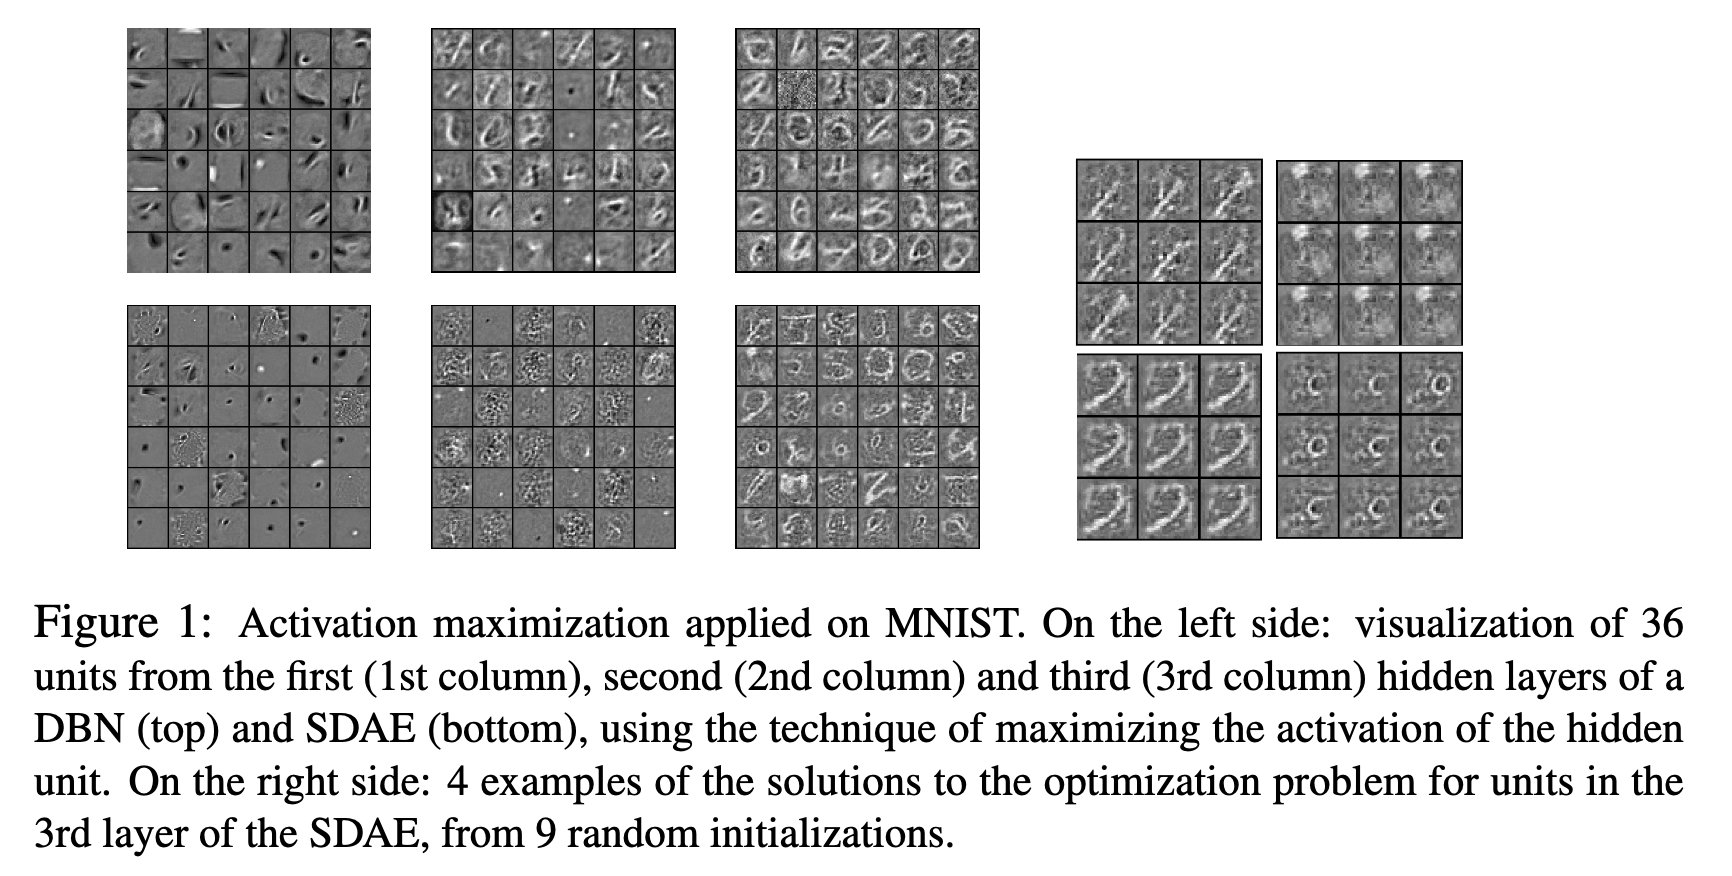 Figure 1: Activation maximization applied on MNIST. On the left side: visualization of 36
units from the first (1st column), second (2nd column) and third (3rd column) hidden layers of a
DBN (top) and SDAE (bottom), using the technique of maximizing the activation of the hidden
unit. On the right side: 4 examples of the solutions to the optimization problem for units in the
3rd layer of the SDAE, from 9 random initializations.